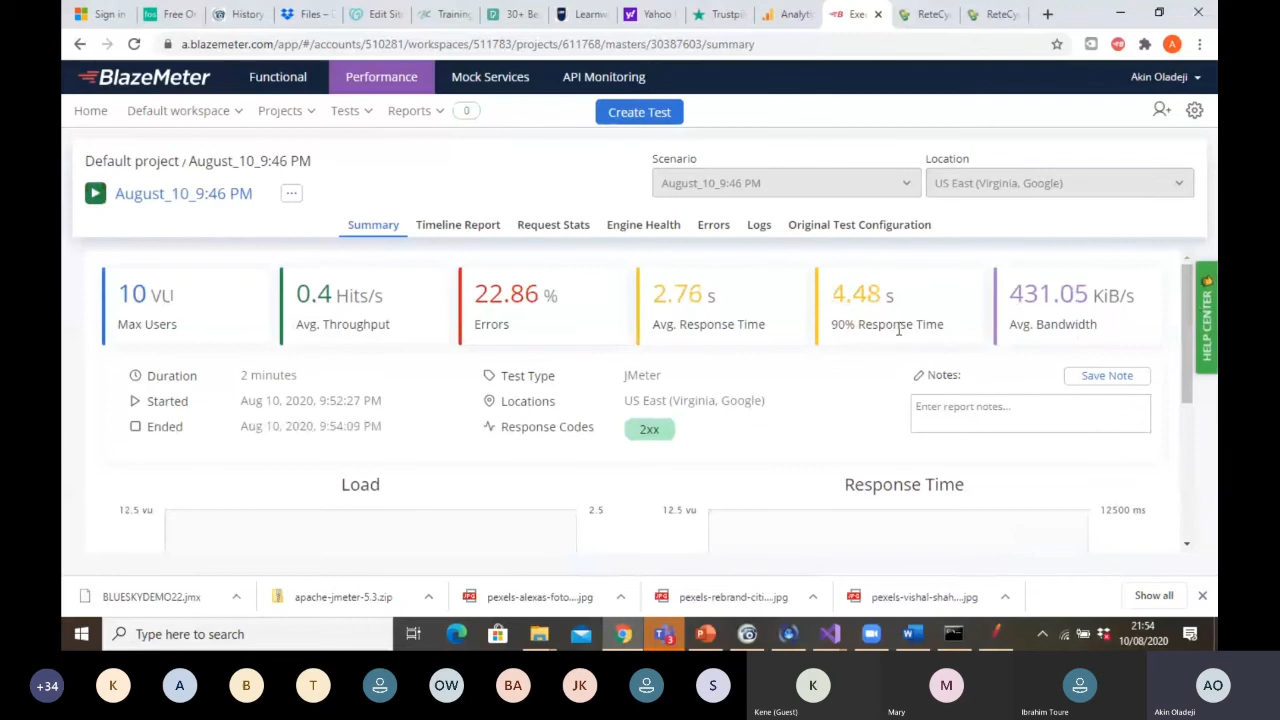 Sign in
Free O
History
Files –
Edit Si
Training
30+ Be
Learnw
Yahoo
Trustpi
Analyti
Exe
ReteCy
ReteCy
a.blazemeter.com/app/#/accounts/510281/workspaces/511783/projects/611768/masters/30387603/summary
A
BlazeMeter
Functional
Performance
Mock Services
API Monitoring
Akin Oladeji
Home
Default workspace
Projects
Tests
Reports
0
Create Test
Default project / August_10_9:46 PM
Scenario
Location
August_10_9:46 PM
August_10_9:46 PM
US East (Virginia, Google)
Summary
Timeline Report
Request Stats
Engine Health
Errors
Logs
Original Test Configuration
10 VU
Max Users
0.4 Hits/s
Avg. Throughput
22.86 %
Errors
2.76 s
Avg. Response Time
4.48 s
90% Response Time
431.05 KiB/s
Avg. Bandwidth
HELP CENTER
Duration 2 minutes
Started Aug 10, 2020, 9:52:27 PM
Ended Aug 10, 2020, 9:54:09 PM
Test Type JMeter
Locations US East (Virginia, Google)
Response Codes 2xx
Notes:
Save Note
Enter report notes...
Load
Response Time
12.5 vu
2.5
12.5 vu
12500 ms
BLUESKYDEMO22.jmx
apache-jmeter-5.3.zip
pexels-alexas-foto....jpg
pexels-rebrand-citi....jpg
pexels-vishal-shah....jpg
Show all
Type here to search
3
21:54
10/08/2020
+34
K
A
B
T
OW
BA
JK
S
K
Kene (Guest)
M
Mary
Ibrahim Toure
AO
Akin Oladeji